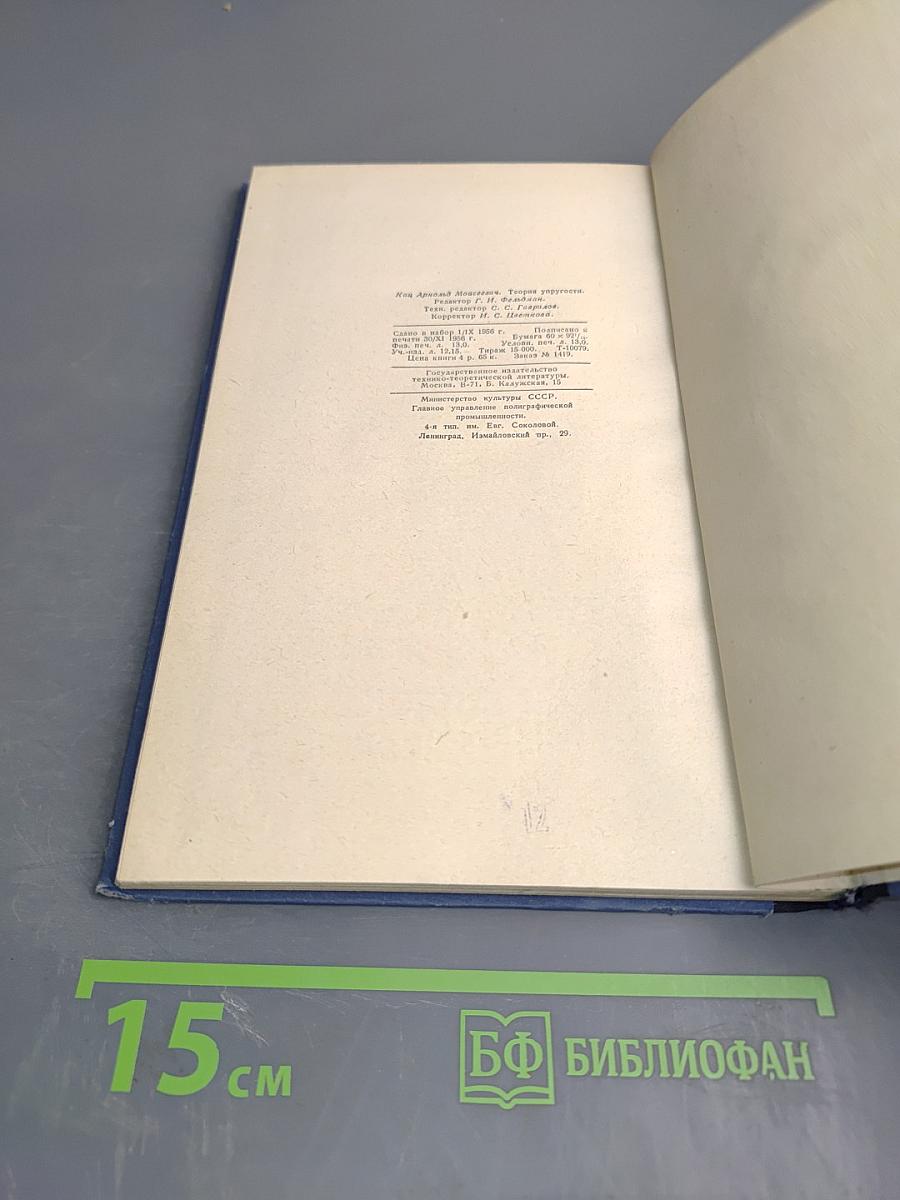 Кац Арнольд Моисеевич. Теория упругости.
Редактор Г. И. Фельдман.
Техн. редактор С. С. Гаврилов.
Корректор И. С. Цветкова.
Сдано в набор 1/IX 1956 г. Подписано к
печати 30/XI 1956 г. Бумага 60 × 92¹/₁₆.
Физ. печ. л. 13,0. Условн. печ. л. 13,0.
Уч.-изд. л. 12,15. Тираж 15 000. Т-10079.
Цена книги 4 р. 65 к. Заказ № 1419.
Государственное издательство
технико-теоретической литературы.
Москва, В-71, Б. Калужская, 15
Министерство культуры СССР.
Главное управление полиграфической
промышленности.
4-я тип. им. Евг. Соколовой.
Ленинград, Измайловский пр., 29.
12
15 см
БФ БИБЛИОФАН